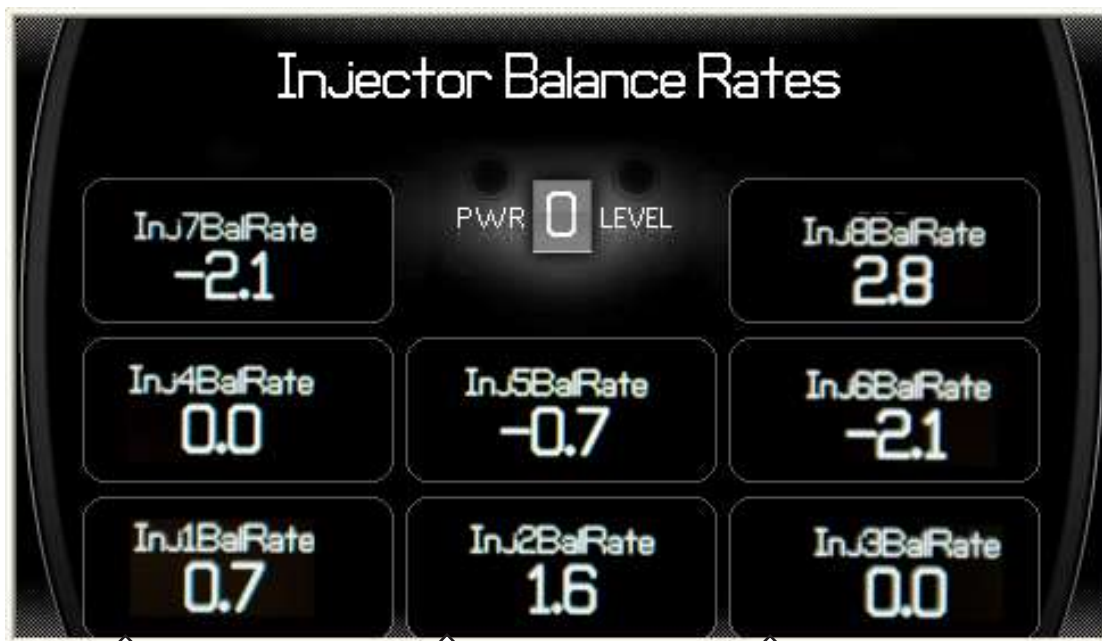 Injector Balance Rates
PWR 0 LEVEL
Inj7BalRate
-2.1
Inj8BalRate
2.8
Inj4BalRate
0.0
Inj5BalRate
-0.7
Inj6BalRate
-2.1
Inj1BalRate
0.7
Inj2BalRate
1.6
Inj3BalRate
0.0